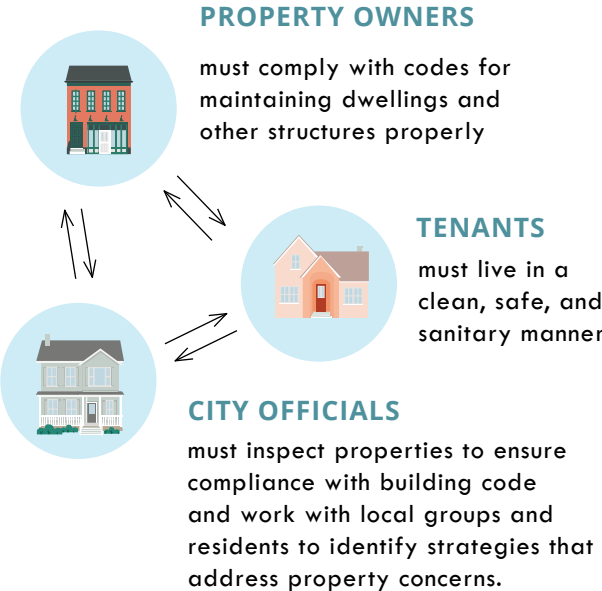 PROPERTY OWNERS
must comply with codes for
maintaining dwellings and
other structures properly
TENANTS
must live in a
clean, safe, and
sanitary manner
CITY OFFICIALS
must inspect properties to ensure
compliance with building code
and work with local groups and
residents to identify strategies that
address property concerns.